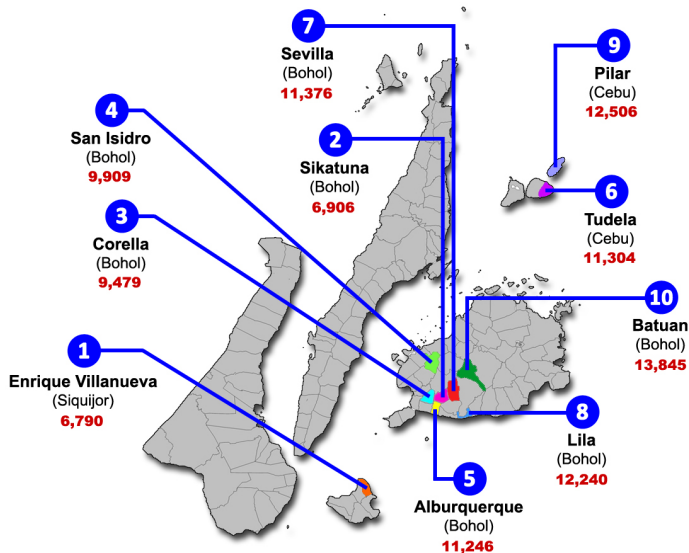 7
Sevilla
(Bohol)
11,376
9
Pilar
(Cebu)
12,506
4
San Isidro
(Bohol)
9,909
2
Sikatuna
(Bohol)
6,906
6
Tudela
(Cebu)
11,304
3
Corella
(Bohol)
9,479
10
Batuan
(Bohol)
13,845
1
Enrique Villanueva
(Siquijor)
6,790
8
Lila
(Bohol)
12,240
5
Alburquerque
(Bohol)
11,246